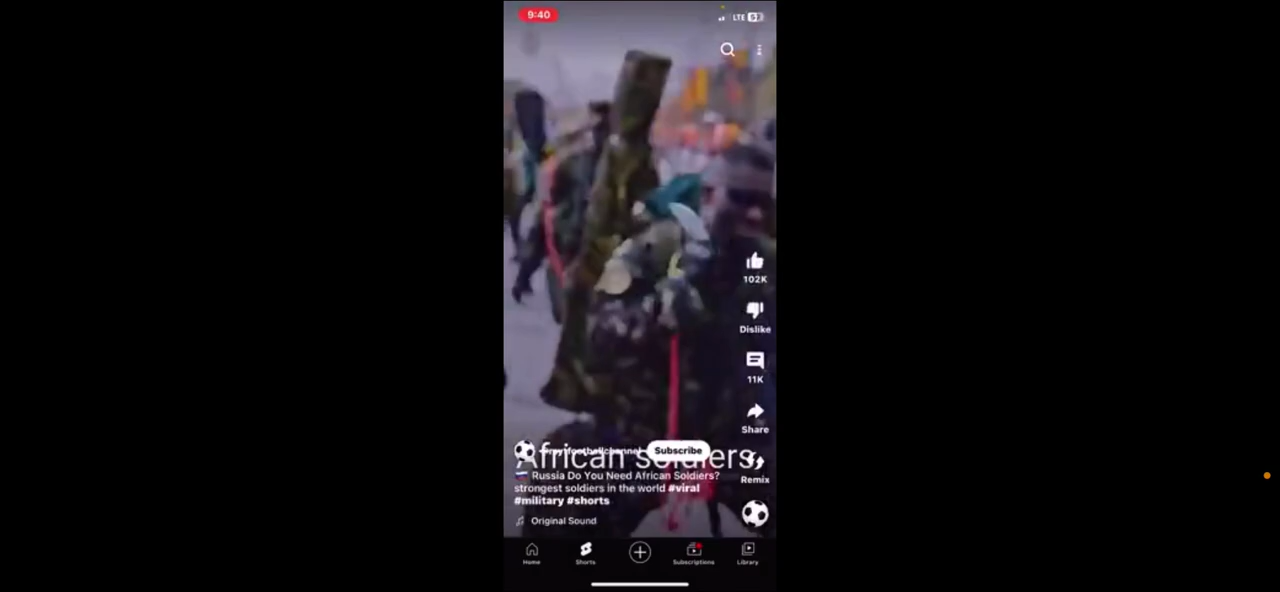 9:40
LTE
102K
Dislike
11K
Share
Subscribe
African soldiers
Remix
Russia Do You Need African Soldiers?
strongest soldiers in the world #viral
#military #shorts
Original Sound
Home
Shorts
Subscriptions
Library